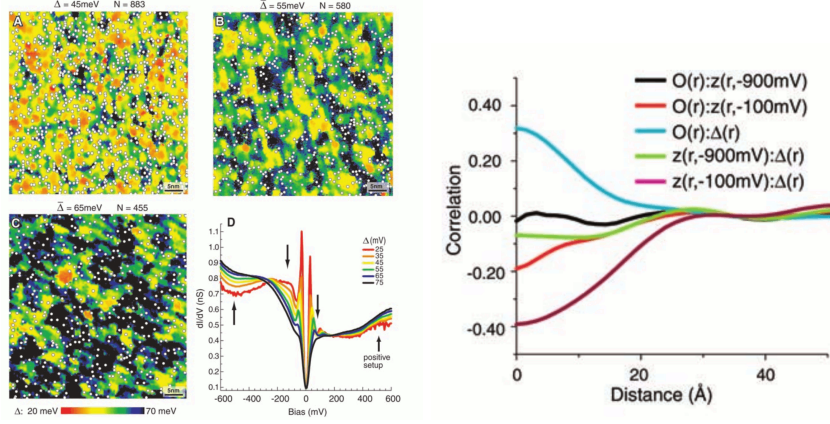 Δ = 45meV N = 883
A
5nm
Δ̄ = 55meV N = 580
B
5nm
Δ̄ = 65meV N = 455
C
5nm
Δ: 20 meV 70 meV
D
Δ(mV)
25
35
45
55
65
75
positive
setup
dI/dV (nS)
1.1
1.0
0.9
0.8
0.7
0.6
0.5
0.4
0.3
0.2
0.1
-600 -400 -200 0 200 400 600
Bias (mV)
O(r):z(r,-900mV)
O(r):z(r,-100mV)
O(r):Δ(r)
z(r,-900mV):Δ(r)
z(r,-100mV):Δ(r)
Correlation
0.40
0.20
0.00
-0.20
-0.40
0 20 40
Distance (Å)